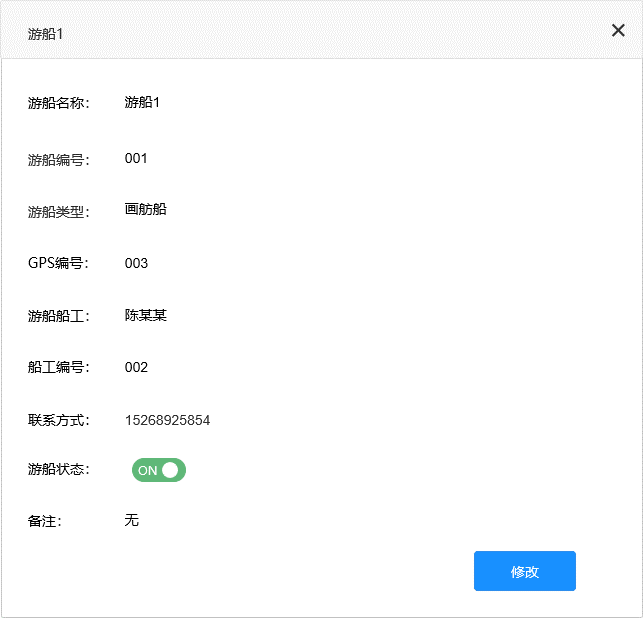 游船1
游船名称： 游船1
游船编号： 001
游船类型： 画舫船
GPS编号： 003
游船船工： 陈某某
船工编号： 002
联系方式： 15268925854
游船状态： ON
备注： 无
修改